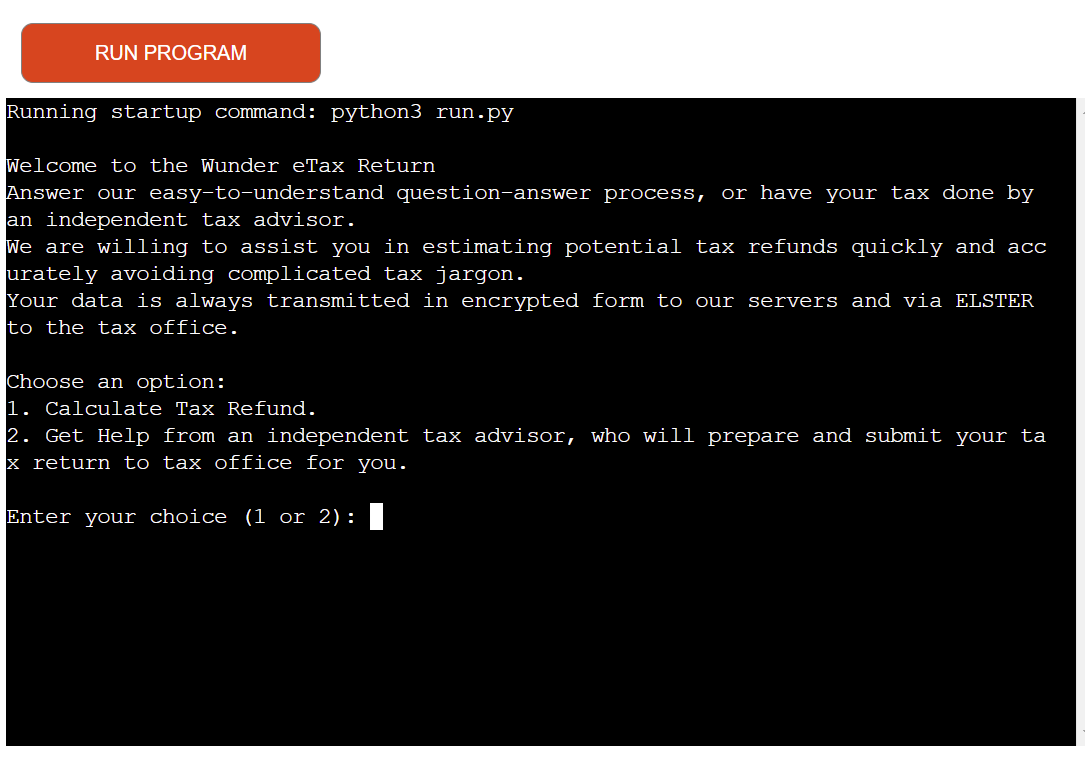 RUN PROGRAM
Running startup command: python3 run.py
Welcome to the Wunder eTax Return
Answer our easy-to-understand question-answer process, or have your tax done by
an independent tax advisor.
We are willing to assist you in estimating potential tax refunds quickly and acc
urately avoiding complicated tax jargon.
Your data is always transmitted in encrypted form to our servers and via ELSTER
to the tax office.
Choose an option:
1. Calculate Tax Refund.
2. Get Help from an independent tax advisor, who will prepare and submit your ta
x return to tax office for you.
Enter your choice (1 or 2):